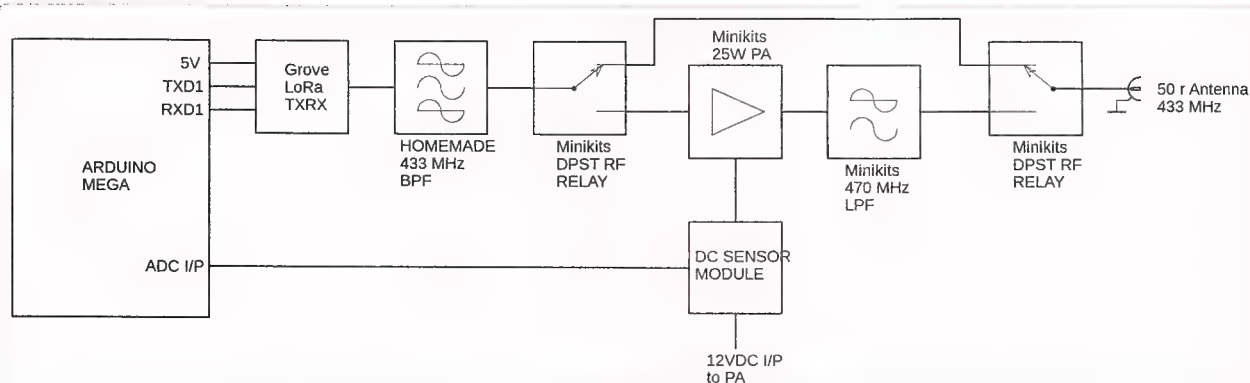 5V
TXD1
RXD1
ARDUINO
MEGA
ADC I/P
Grove
LoRa
TXRX
HOMEMADE
433 MHz
BPF
Minikits
DPST RF
RELAY
Minikits
25W PA
Minikits
470 MHz
LPF
Minikits
DPST RF
RELAY
50 r Antenna
433 MHz
DC SENSOR
MODULE
12VDC I/P
to PA